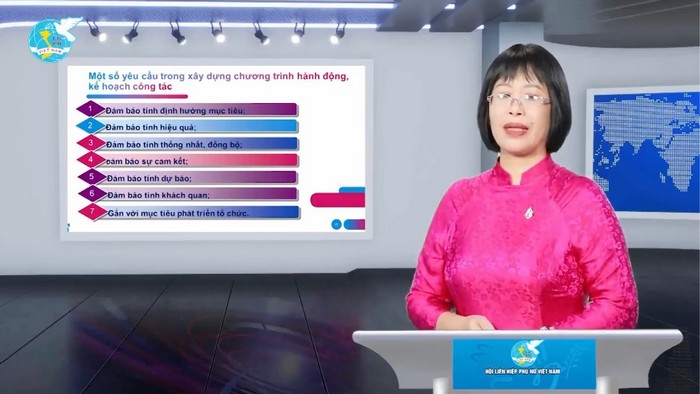 VIỆT NAM
Một số yêu cầu trong xây dựng chương trình hành động,
kế hoạch công tác
1 Đảm bảo tính định hướng mục tiêu;
2 Đảm bảo tính hiệu quả;
3 Đảm bảo tính thống nhất, đồng bộ;
4 Đảm bảo sự cam kết;
5 Đảm bảo tính dự báo;
6 Đảm bảo tính khách quan;
7 Gắn với mục tiêu phát triển tổ chức.
HỘI LIÊN HIỆP PHỤ NỮ VIỆT NAM